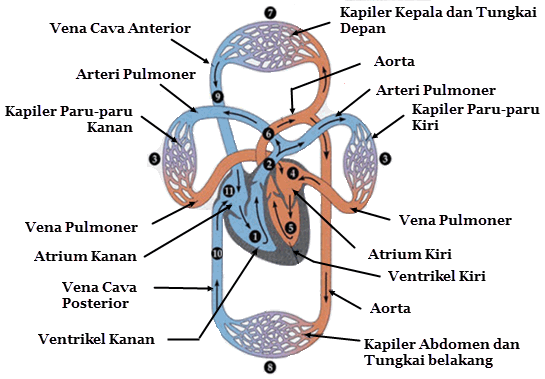 7
Kapiler Kepala dan Tungkai
Depan
Vena Cava Anterior
Aorta
Arteri Pulmoner
Arteri Pulmoner
9
Kapiler Paru-paru
Kanan
Kapiler Paru-paru
Kiri
6
3
2
3
4
11
Vena Pulmoner
Vena Pulmoner
1
5
Atrium Kanan
Atrium Kiri
10
Ventrikel Kiri
Vena Cava
Posterior
Aorta
Ventrikel Kanan
Kapiler Abdomen dan
Tungkai belakang
8